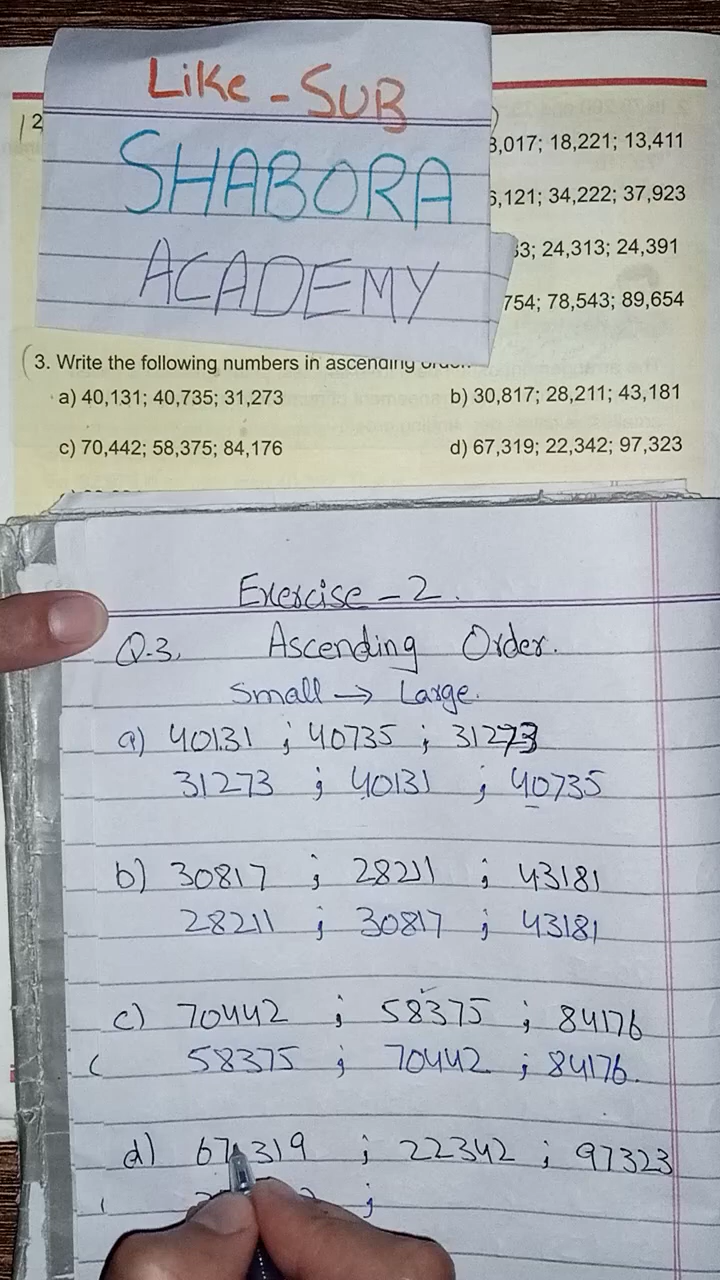 Like - SUB
SHABORA
ACADEMY
2
3,017; 18,221; 13,411
6,121; 34,222; 37,923
33; 24,313; 24,391
754; 78,543; 89,654
3. Write the following numbers in ascending
a) 40,131; 40,735; 31,273
b) 30,817; 28,211; 43,181
c) 70,442; 58,375; 84,176
d) 67,319; 22,342; 97,323
Exercise - 2.
Q.3. Ascending Order.
Small → Large.
a) 40131 ; 40735 ; 31273
31273 ; 40131 ; 40735
b) 30817 ; 28211 ; 43181
28211 ; 30817 ; 43181
c) 70442 ; 58375 ; 84176
58375 ; 70442 ; 84176.
d) 67319 ; 22342 ; 97323
;